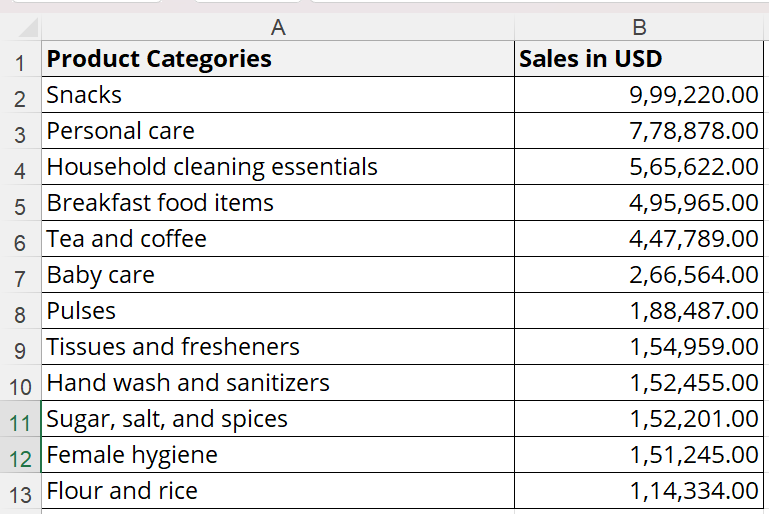 A B
1 Product Categories Sales in USD
2 Snacks 9,99,220.00
3 Personal care 7,78,878.00
4 Household cleaning essentials 5,65,622.00
5 Breakfast food items 4,95,965.00
6 Tea and coffee 4,47,789.00
7 Baby care 2,66,564.00
8 Pulses 1,88,487.00
9 Tissues and fresheners 1,54,959.00
10 Hand wash and sanitizers 1,52,455.00
11 Sugar, salt, and spices 1,52,201.00
12 Female hygiene 1,51,245.00
13 Flour and rice 1,14,334.00